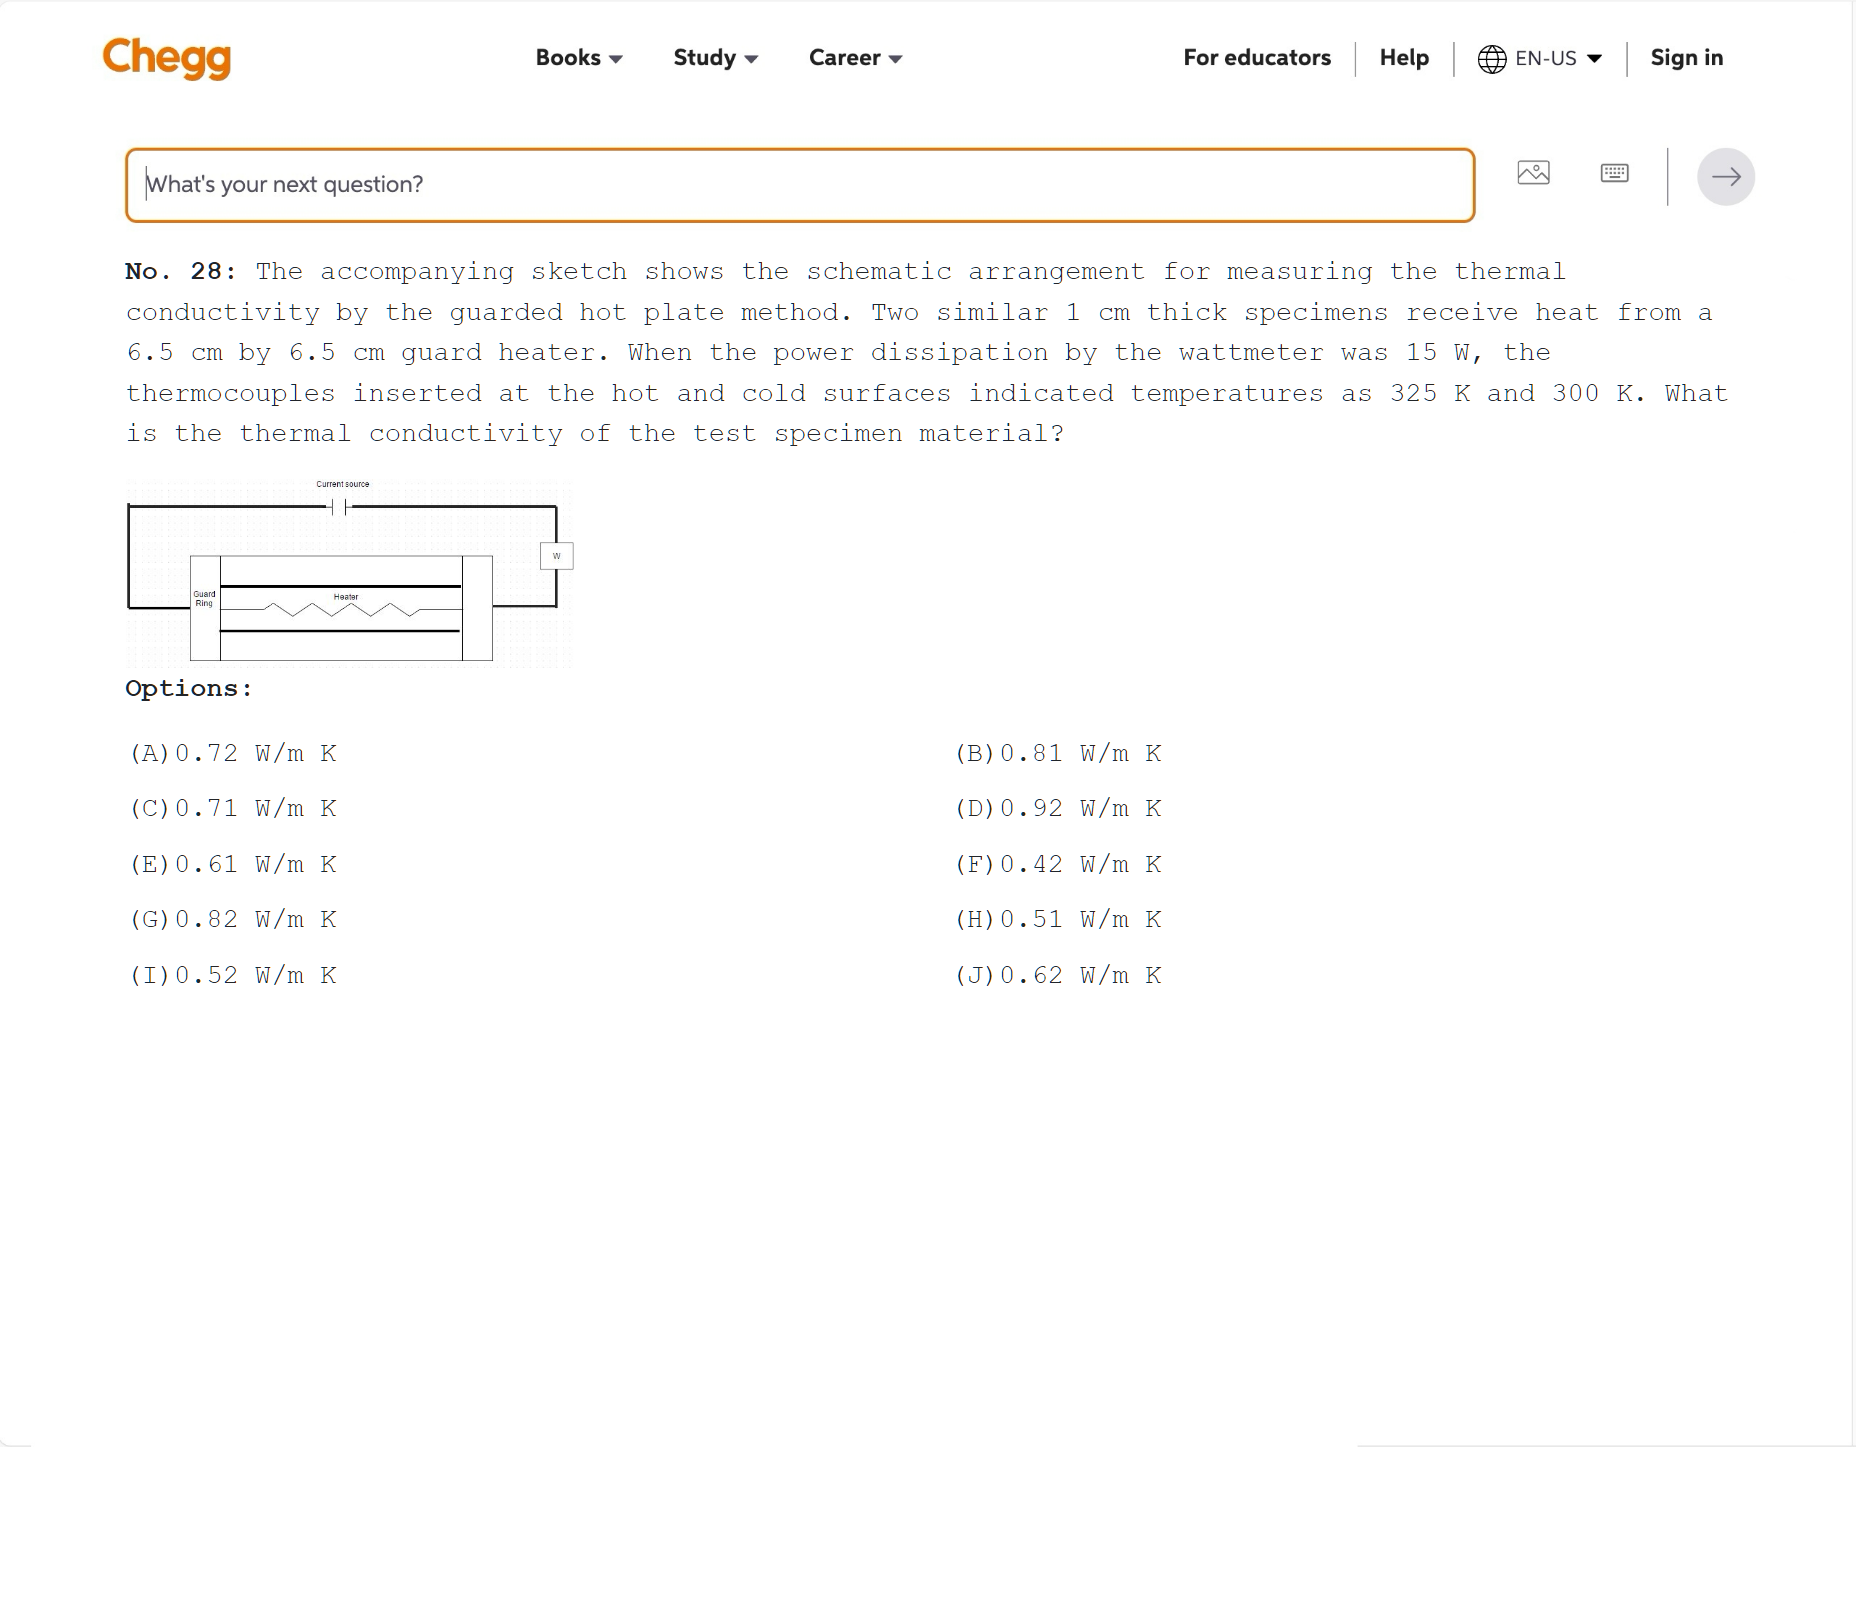 Chegg
Books Study Career For educators Help EN-US Sign in
What's your next question?
No. 28: The accompanying sketch shows the schematic arrangement for measuring the thermal
conductivity by the guarded hot plate method. Two similar 1 cm thick specimens receive heat from a
6.5 cm by 6.5 cm guard heater. When the power dissipation by the wattmeter was 15 W, the
thermocouples inserted at the hot and cold surfaces indicated temperatures as 325 K and 300 K. What
is the thermal conductivity of the test specimen material?
Current source
W
Guard
Ring
Heater
Options:
(A)0.72 W/m K
(B)0.81 W/m K
(C)0.71 W/m K
(D)0.92 W/m K
(E)0.61 W/m K
(F)0.42 W/m K
(G)0.82 W/m K
(H)0.51 W/m K
(I)0.52 W/m K
(J)0.62 W/m K